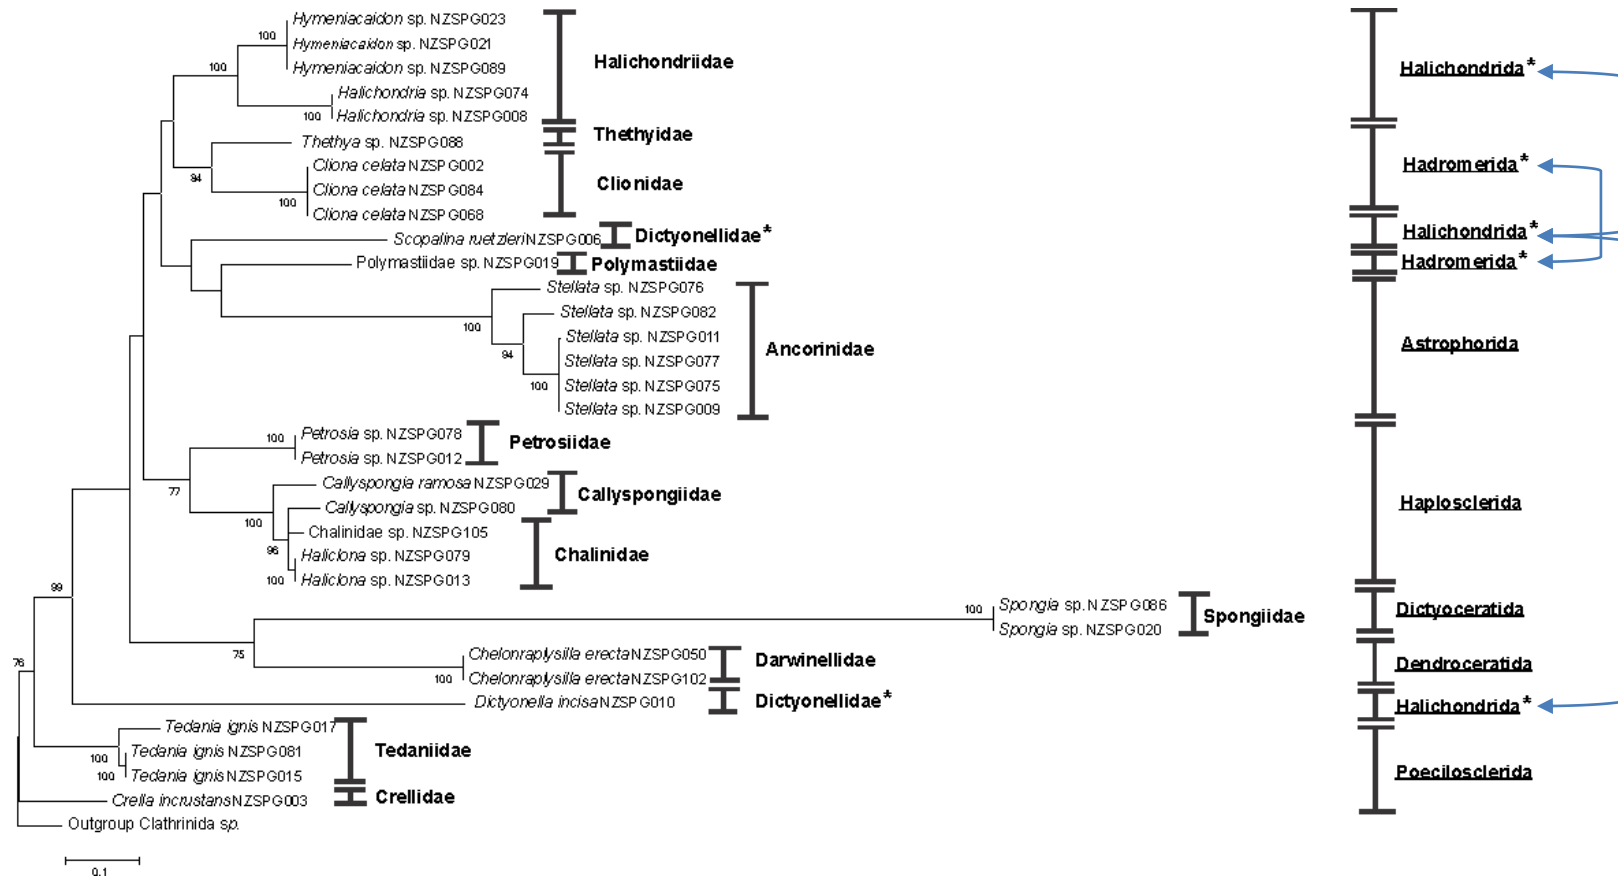 Hymeniacaidon sp. NZSPG023
100
Hymeniacaidon sp. NZSPG021
Halichondriidae
100
Hymeniacaidon sp. NZSPG089
Halichondrida*
Halichondria sp. NZSPG074
100
Halichondria sp. NZSPG008
Thethyidae
Thethya sp. NZSPG088
Cliona celata NZSPG002
Hadromerida*
94
Cliona celata NZSPG084
Clionidae
100
Cliona celata NZSPG068
Scopalina ruetzleri NZSPG006
Dictyonellidae*
Halichondrida*
Polymastiidae sp. NZSPG019
Polymastiidae
Hadromerida*
Stellata sp. NZSPG076
Stellata sp. NZSPG082
100
Stellata sp. NZSPG011
94
Ancorinidae
Astrophorida
Stellata sp. NZSPG077
Stellata sp. NZSPG075
100
Stellata sp. NZSPG009
Petrosia sp. NZSPG078
100
Petrosiidae
Petrosia sp. NZSPG012
Callyspongia ramosa NZSPG029
77
Callyspongiidae
Haplosclerida
Callyspongia sp. NZSPG080
100
Chalinidae sp. NZSPG105
96
Haliclona sp. NZSPG079
Chalinidae
Haliclona sp. NZSPG013
100
99
Spongia sp. NZSPG086
100
Spongiidae
Dictyoceratida
Spongia sp. NZSPG020
75
Chelonraplysilla erecta NZSPG050
Darwinellidae
Dendroceratida
76
Chelonraplysilla erecta NZSPG102
100
Dictyonella incisa NZSPG010
Dictyonellidae*
Halichondrida*
Tedania ignis NZSPG017
Tedania ignis NZSPG081
Tedaniidae
100
Tedania ignis NZSPG015
100
Poecilosclerida
Crella incrustans NZSPG003
Crellidae
Outgroup Clathrinida sp.
0.1